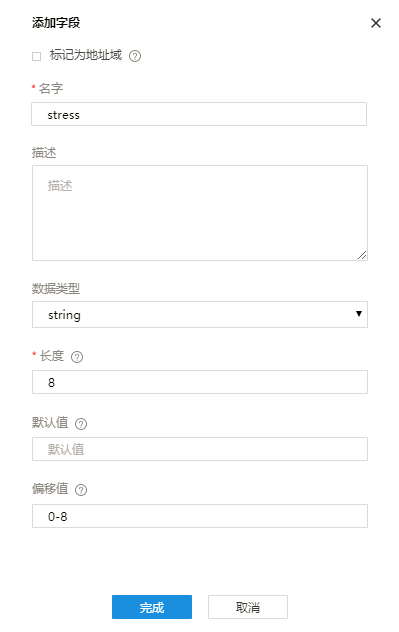 添加字段
标记为地址域
* 名字
stress
描述
描述
数据类型
string
* 长度
8
默认值
默认值
偏移值
0-8
完成 取消